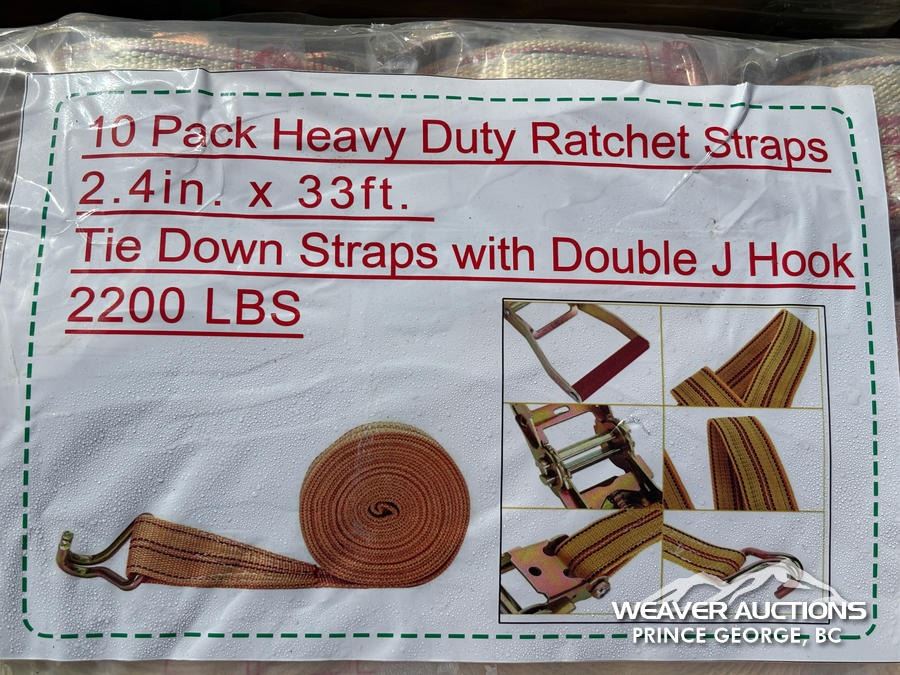 10 Pack Heavy Duty Ratchet Straps
2.4in. x 33ft.
Tie Down Straps with Double J Hook
2200 LBS
WEAVER AUCTIONS
PRINCE GEORGE, BC